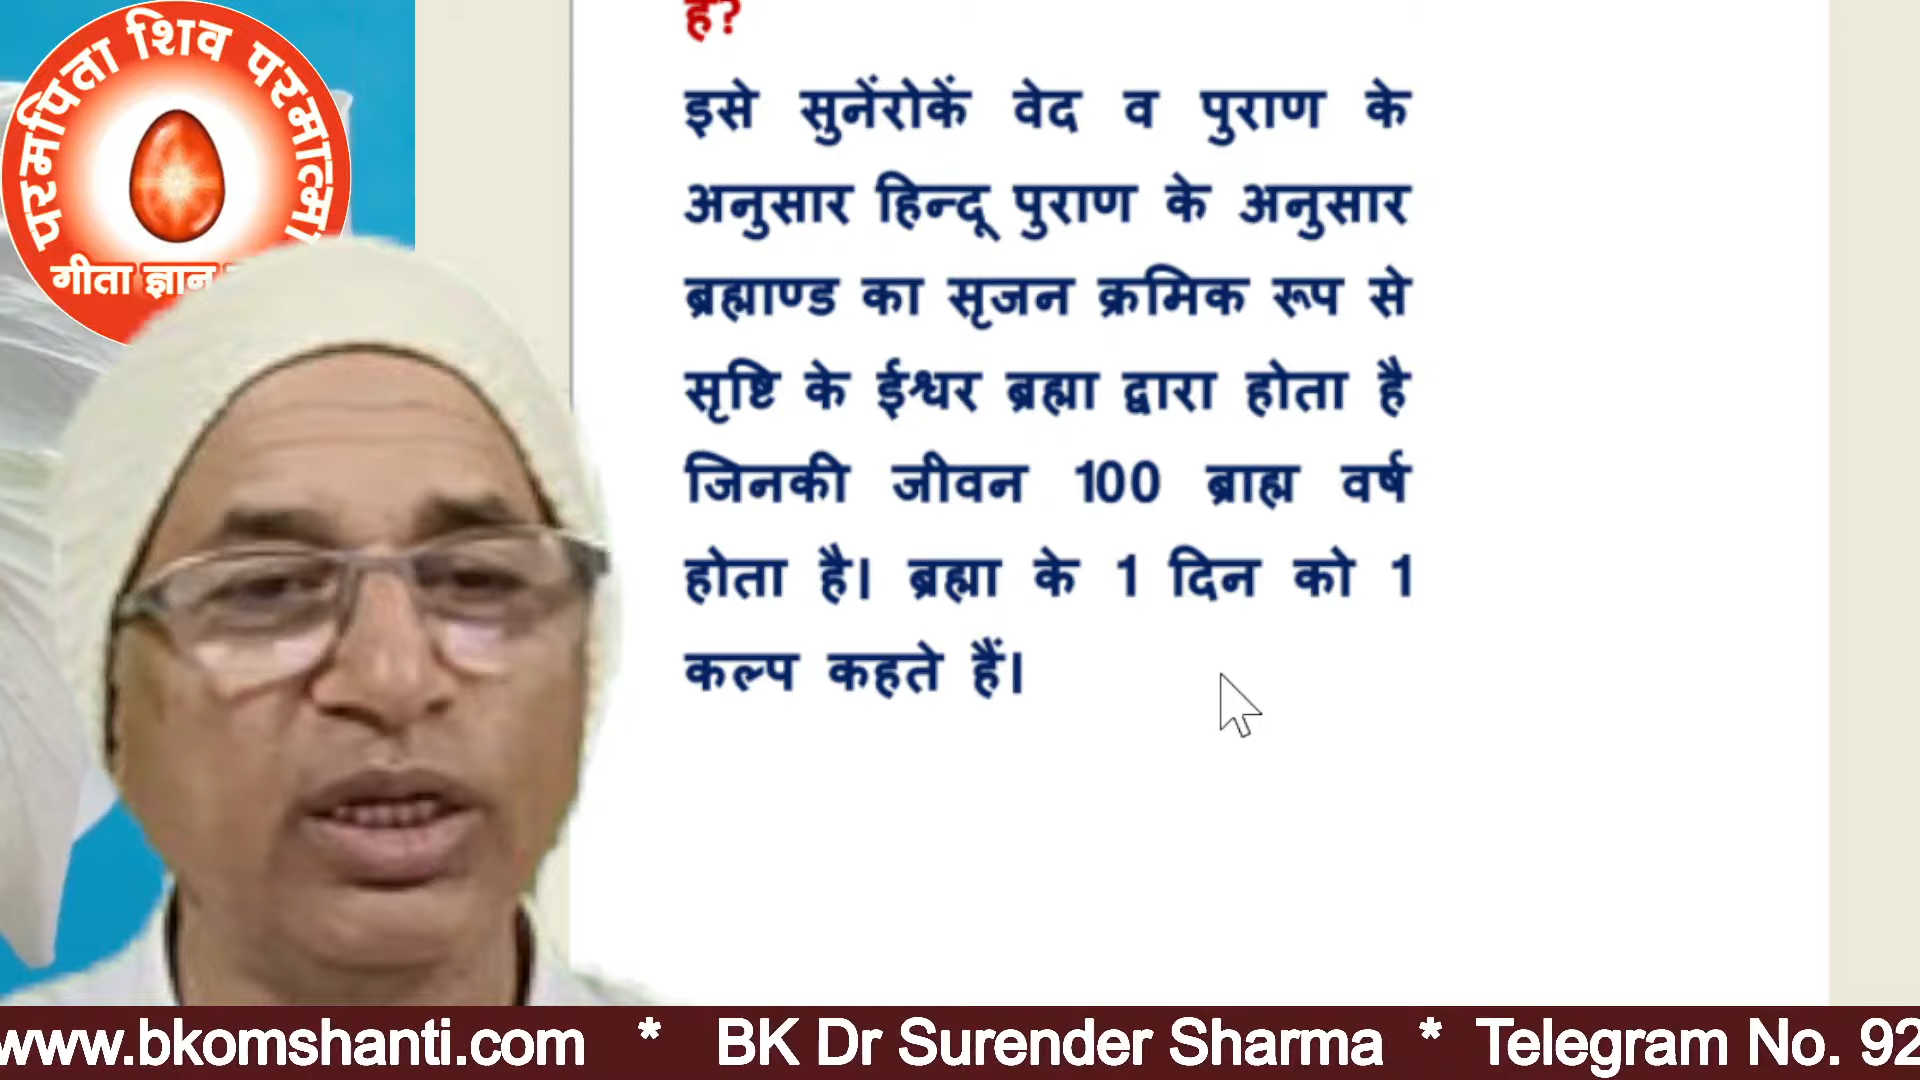 परमपिता शिव परमात्मा
गीता ज्ञान
है?
इसे सुनेंरोकें वेद व पुराण के
अनुसार हिन्दू पुराण के अनुसार
ब्रह्माण्ड का सृजन क्रमिक रूप से
सृष्टि के ईश्वर ब्रह्मा द्वारा होता है
जिनकी जीवन 100 ब्राह्म वर्ष
होता है। ब्रह्मा के 1 दिन को 1
कल्प कहते हैं।
www.bkomshanti.com * BK Dr Surender Sharma * Telegram No. 92